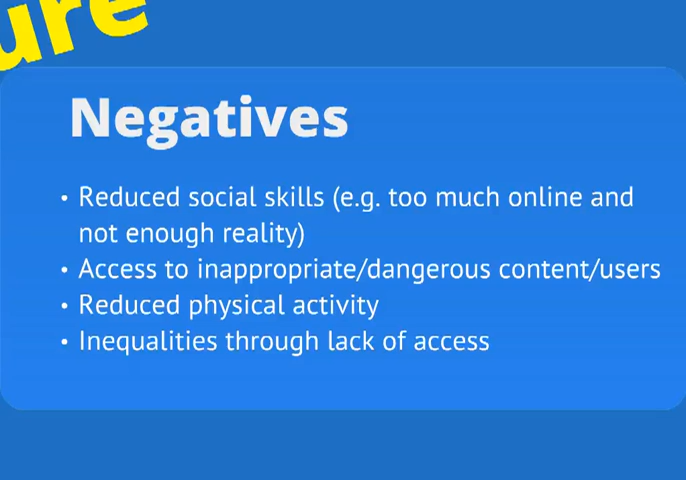 ure
Negatives
• Reduced social skills (e.g. too much online and
not enough reality)
• Access to inappropriate/dangerous content/users
• Reduced physical activity
• Inequalities through lack of access